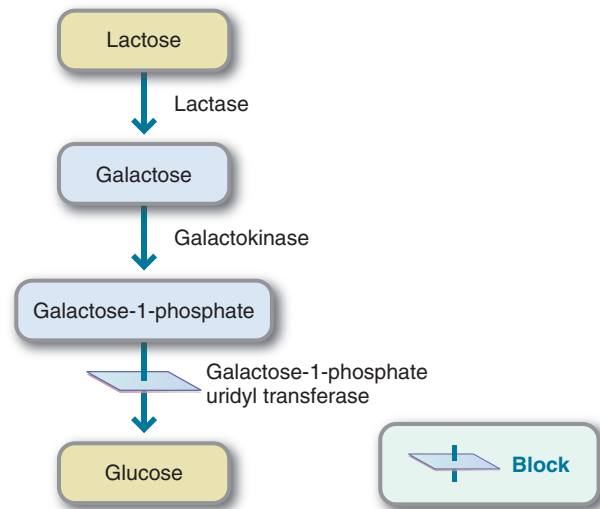 Lactose
Lactase
Galactose
Galactokinase
Galactose-1-phosphate
Galactose-1-phosphate
uridyl transferase
Glucose
Block